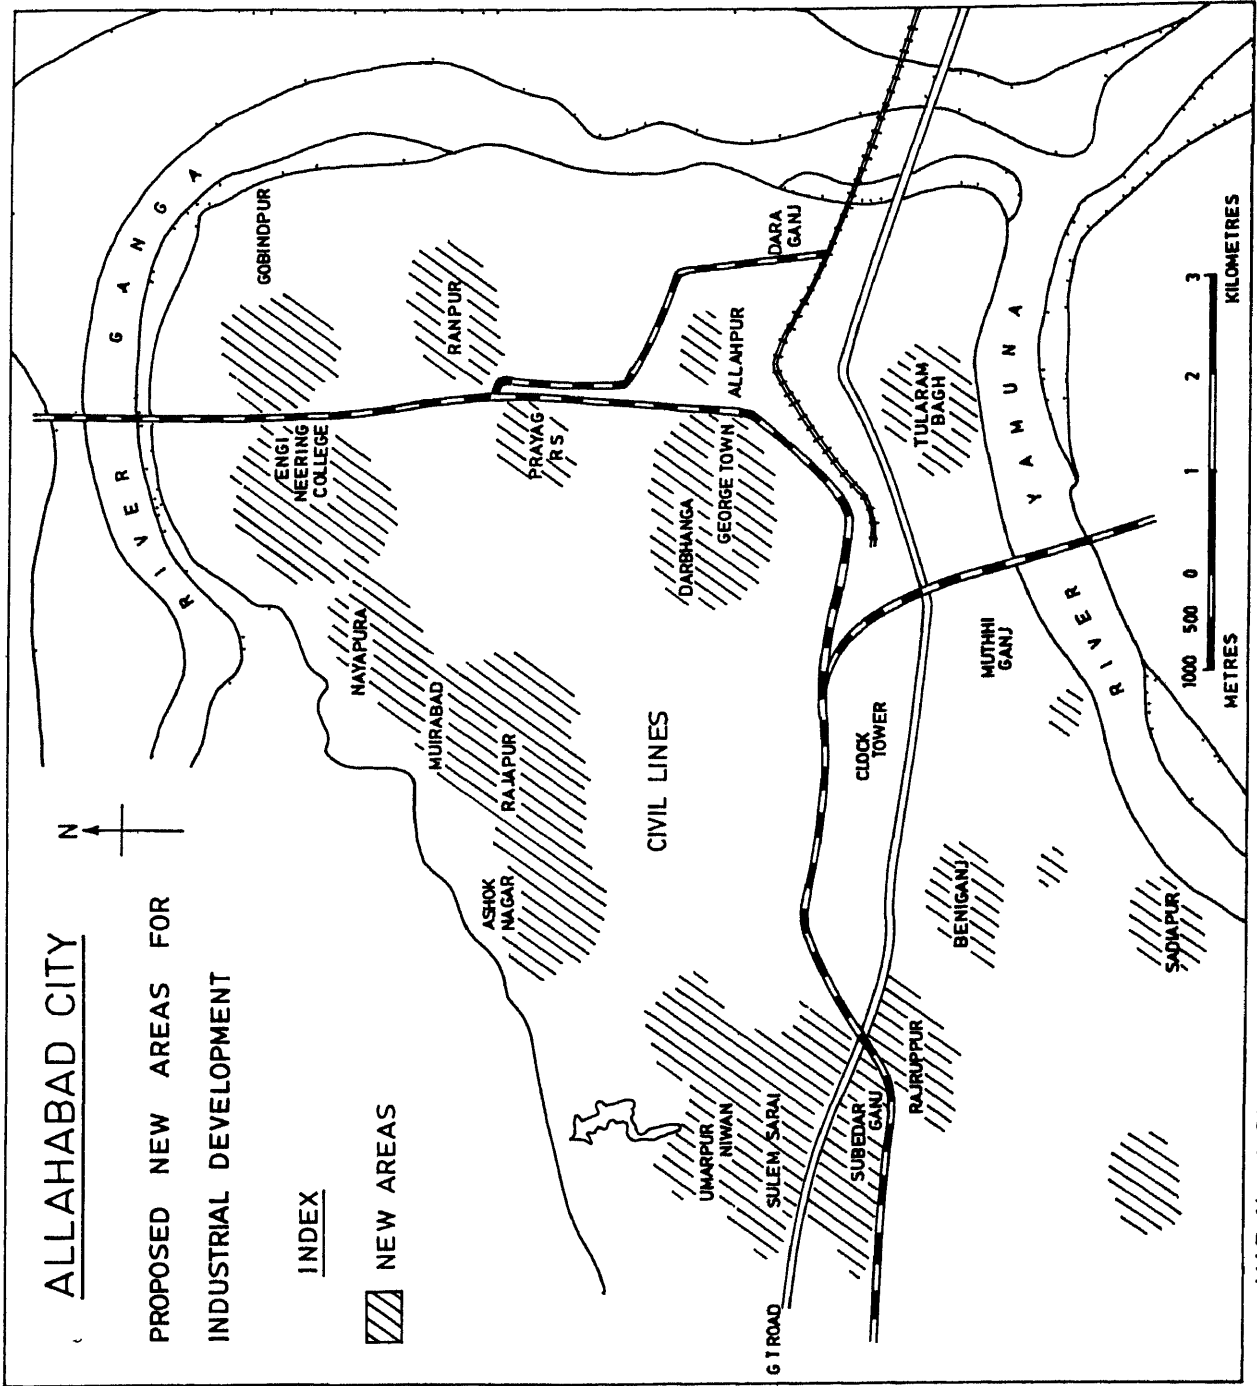 ALLAHABAD CITY
PROPOSED NEW AREAS FOR
INDUSTRIAL DEVELOPMENT
INDEX
NEW AREAS
N
RIVER GANGA
GOBINDPUR
ENGI
NEERING
COLLEGE
RANPUR
NAYAPURA
MUIRABAD
RAJAPUR
ASHOK
NAGAR
PRAYAG
RS
DARBHANGA
GEORGE TOWN
ALLAHPUR
DARA
GANJ
CIVIL LINES
UMARPUR
NIWAN
SULEM SARAI
SUBEDAR
GANJ
RAJRUPPUR
G T ROAD
CLOCK
TOWER
TULARAM
BAGH
MUTHHI
GANJ
BENIGANJ
SADIAPUR
RIVER YAMUNA
1000 500 0 1 2 3
METRES KILOMETRES